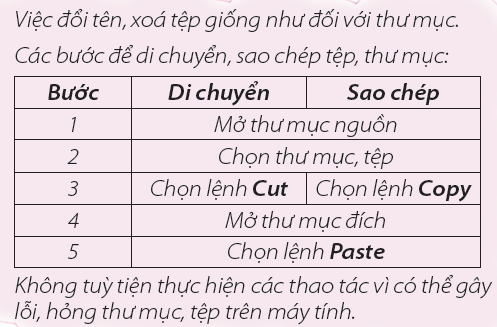 Việc đổi tên, xoá tệp giống như đối với thư mục.
Các bước để di chuyển, sao chép tệp, thư mục:
Bước Di chuyển Sao chép
1 Mở thư mục nguồn
2 Chọn thư mục, tệp
3 Chọn lệnh Cut Chọn lệnh Copy
4 Mở thư mục đích
5 Chọn lệnh Paste
Không tuỳ tiện thực hiện các thao tác vì có thể gây
lỗi, hỏng thư mục, tệp trên máy tính.